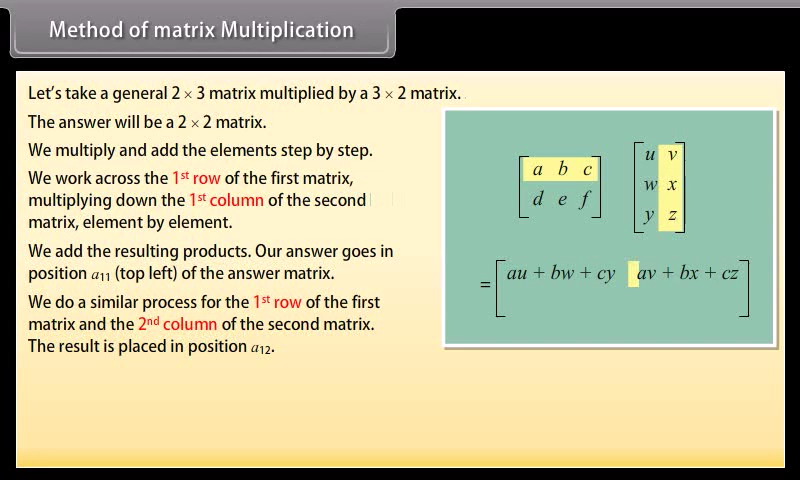 Method of matrix Multiplication
Let's take a general 2 × 3 matrix multiplied by a 3 × 2 matrix.
The answer will be a 2 × 2 matrix.
We multiply and add the elements step by step.
We work across the 1st row of the first matrix,
multiplying down the 1st column of the second
matrix, element by element.
We add the resulting products. Our answer goes in
position a11 (top left) of the answer matrix.
We do a similar process for the 1st row of the first
matrix and the 2nd column of the second matrix.
The result is placed in position a12.
a b c
d e f
u v
w x
y z
= au + bw + cy av + bx + cz